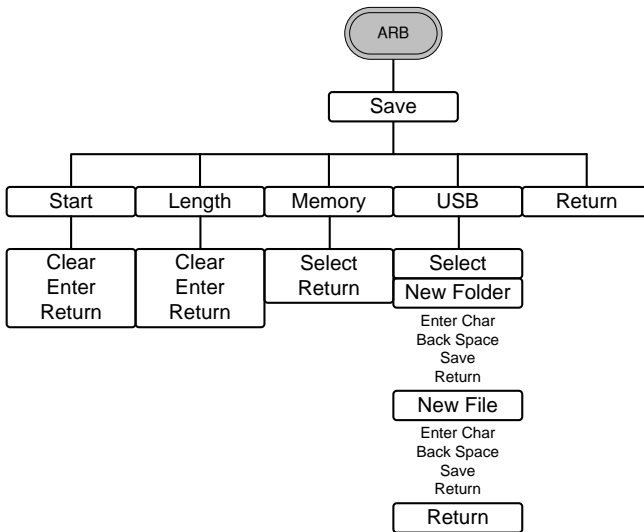 ARB
Save
Start
Length
Memory
USB
Return
Clear
Enter
Return
Clear
Enter
Return
Select
Return
Select
New Folder
Enter Char
Back Space
Save
Return
New File
Enter Char
Back Space
Save
Return
Return